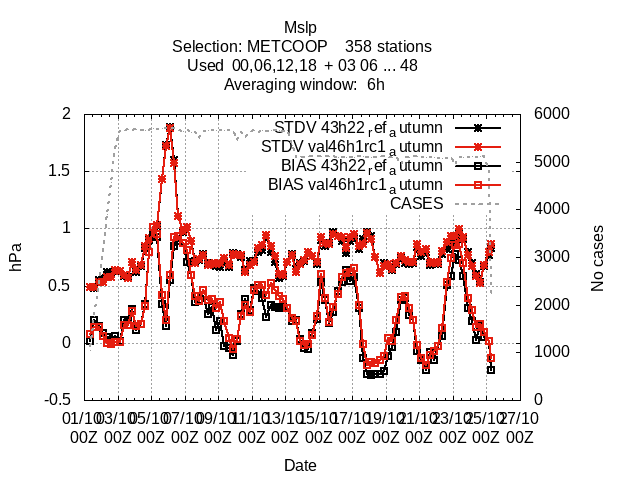 Mslp
Selection: METCOOP    358 stations
Used  00,06,12,18  + 03 06 ... 48
Averaging window:  6h
STDV 43h22_ref_autumn
STDV val46h1rc1_autumn
BIAS 43h22_ref_autumn
BIAS val46h1rc1_autumn
CASES
2
1.5
1
0.5
0
-0.5
hPa
6000
5000
4000
3000
2000
1000
0
No cases
01/10 03/10 05/10 07/10 09/10 11/10 13/10 15/10 17/10 19/10 21/10 23/10 25/10 27/10
00Z 00Z 00Z 00Z 00Z 00Z 00Z 00Z 00Z 00Z 00Z 00Z 00Z 00Z
Date